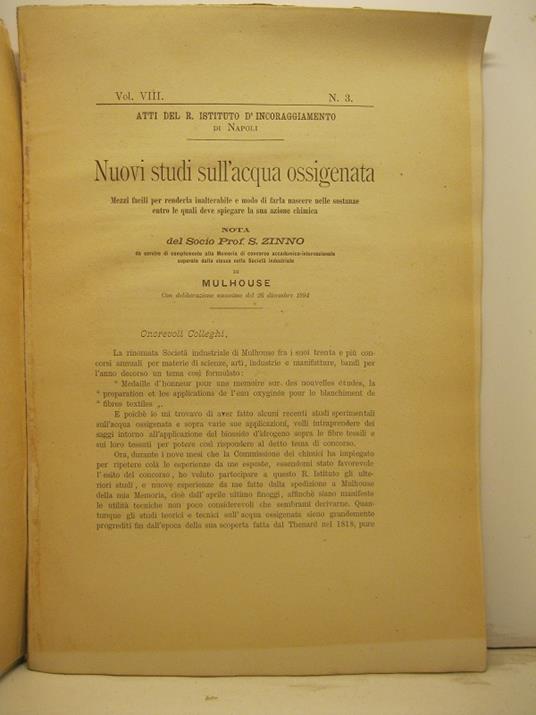 Vol. VIII. N. 3.
ATTI DEL R. ISTITUTO D'INCORAGGIAMENTO
DI NAPOLI
Nuovi studi sull'acqua ossigenata
Mezzi facili per renderla inalterabile e modo di farla nascere nelle sostanze
entro le quali deve spiegare la sua azione chimica
NOTA
del Socio Prof. S. ZINNO
da servire di complemento alla Memoria di concorso accademico-internazionale
superato dallo stesso nella Società industriale
DI
MULHOUSE
Con deliberazione unanime del 26 dicembre 1894
Onorevoli Colleghi,
La rinomata Società industriale di Mulhouse fra i suoi trenta e più con-
corsi annuali per materie di scienze, arti, industrie e manifatture, bandì per
l'anno decorso un tema così formulato:
“ Medaille d'honneur pour une memoire sur des nouvelles études, la
“ preparation et les applications de l'eau oxyginée pour le blanchiment de
“ fibres textiles „.
E poichè io mi trovavo di aver fatto alcuni recenti studi sperimentali
sull'acqua ossigenata e sopra varie sue applicazioni, volli intraprendere dei
saggi intorno all'applicazione del biossido d'idrogeno sopra le fibre tessili e
sui loro tessuti per potere così rispondere al detto tema di concorso.
Ora, durante i nove mesi che la Commissione dei chimici ha impiegato
per ripetere colà le esperienze da me esposte, essendomi stato favorevole
l'esito del concorso, ho voluto partecipare a questo R. Istituto gli ulte-
riori studi, e nuove esperienze da me fatte dalla spedizione a Mulhouse
della mia Memoria, cioè dall'aprile ultimo finoggi, affinchè siano manifeste
le utilità tecniche non poco considerevoli che sembrami derivarne. Quan-
tunque gli studi teorici e tecnici sull'acqua ossigenata sieno grandemente
progrediti fin dall'epoca della sua scoperta fatta dal Thenard nel 1818, pure